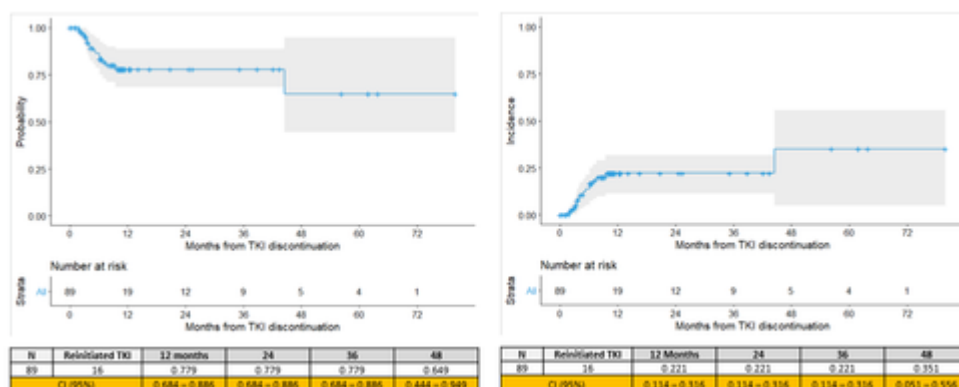 1.00
0.75
0.50
0.25
0.00
Probability
0 12 24 36 48 60 72
Months from TKI discontinuation
Number at risk
Strata
All 89 19 12 9 5 4 1
0 12 24 36 48 60 72
Months from TKI discontinuation
N Reinitiated TKI 12 months 24 36 48
89 16 0.779 0.779 0.779 0.649
CI (95%) 0.684 – 0.886 0.684 – 0.886 0.684 – 0.886 0.444 – 0.949
1.00
0.75
0.50
0.25
0.00
Incidence
0 12 24 36 48 60 72
Months from TKI discontinuation
Number at risk
Strata
All 89 19 12 9 5 4 1
0 12 24 36 48 60 72
Months from TKI discontinuation
N Reinitiated TKI 12 Months 24 36 48
89 16 0.221 0.221 0.221 0.351
CI (95%) 0.114 – 0.316 0.114 – 0.316 0.114 – 0.316 0.051 – 0.556